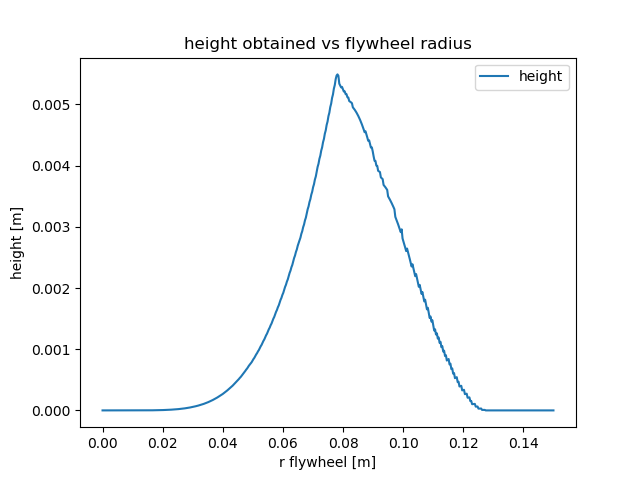 height obtained vs flywheel radius
height
height [m]
0.005
0.004
0.003
0.002
0.001
0.000
0.00 0.02 0.04 0.06 0.08 0.10 0.12 0.14
r flywheel [m]